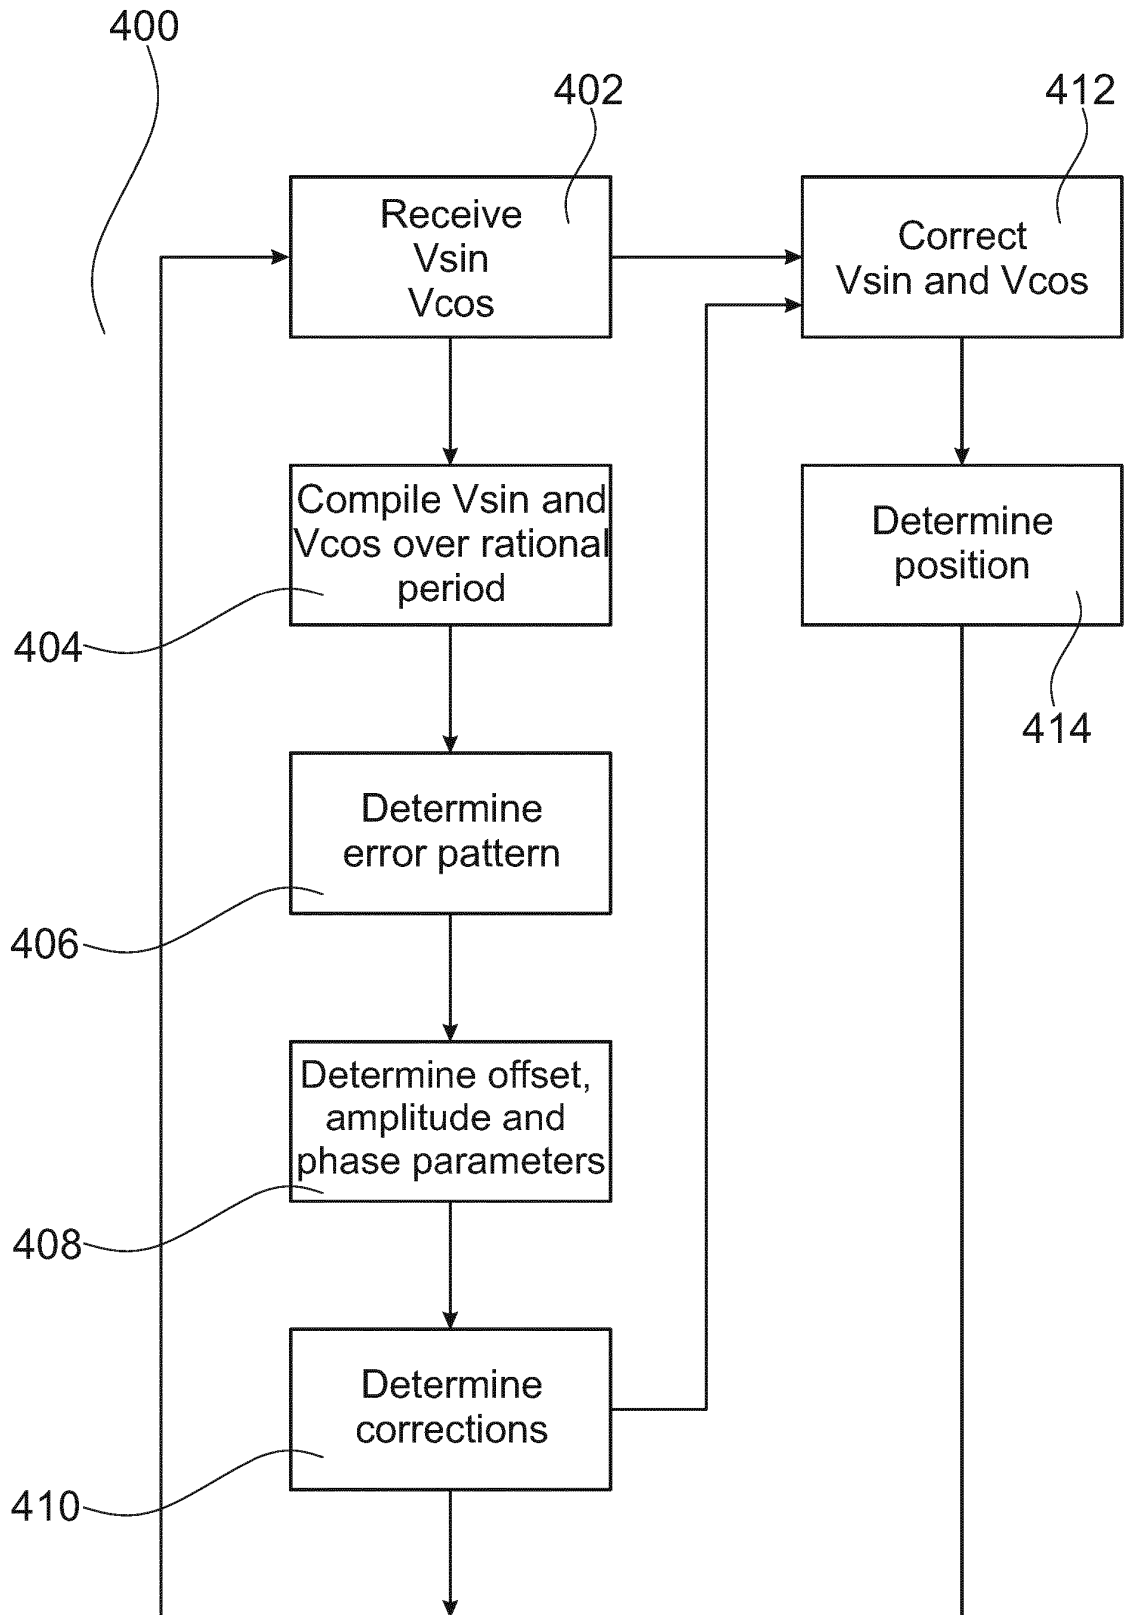 400
402
412
Receive
Vsin
Vcos
Correct
Vsin and Vcos
Compile Vsin and
Vcos over rational
period
Determine
position
404
414
Determine
error pattern
406
Determine offset,
amplitude and
phase parameters
408
Determine
corrections
410